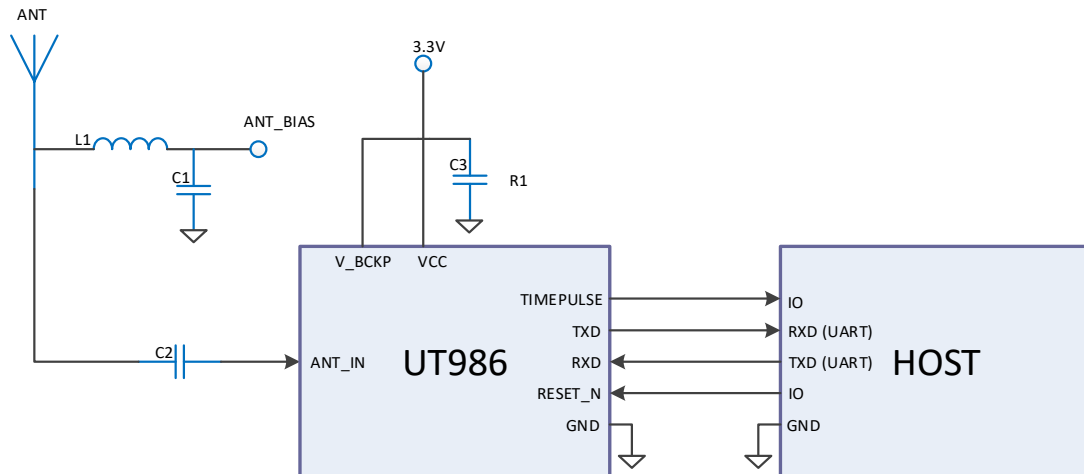 ANT
3.3V
L1
ANT_BIAS
C1
C3
R1
V_BCKP
VCC
TIMEPULSE
IO
TXD
RXD (UART)
C2
ANT_IN
UT986
RXD
TXD (UART)
HOST
RESET_N
IO
GND
GND